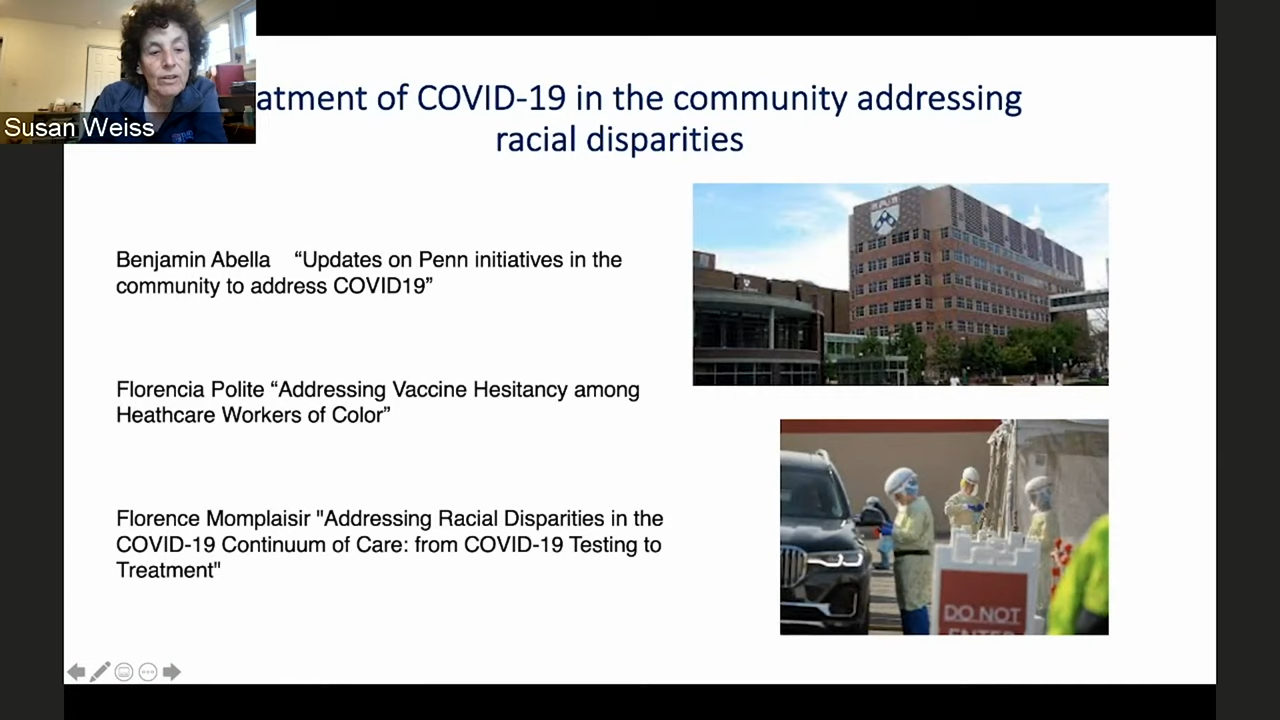 Susan Weiss
atment of COVID-19 in the community addressing
racial disparities
Benjamin Abella “Updates on Penn initiatives in the
community to address COVID19”
Florencia Polite “Addressing Vaccine Hesitancy among
Heathcare Workers of Color”
Florence Momplaisir "Addressing Racial Disparities in the
COVID-19 Continuum of Care: from COVID-19 Testing to
Treatment"
DO NOT
ENTER